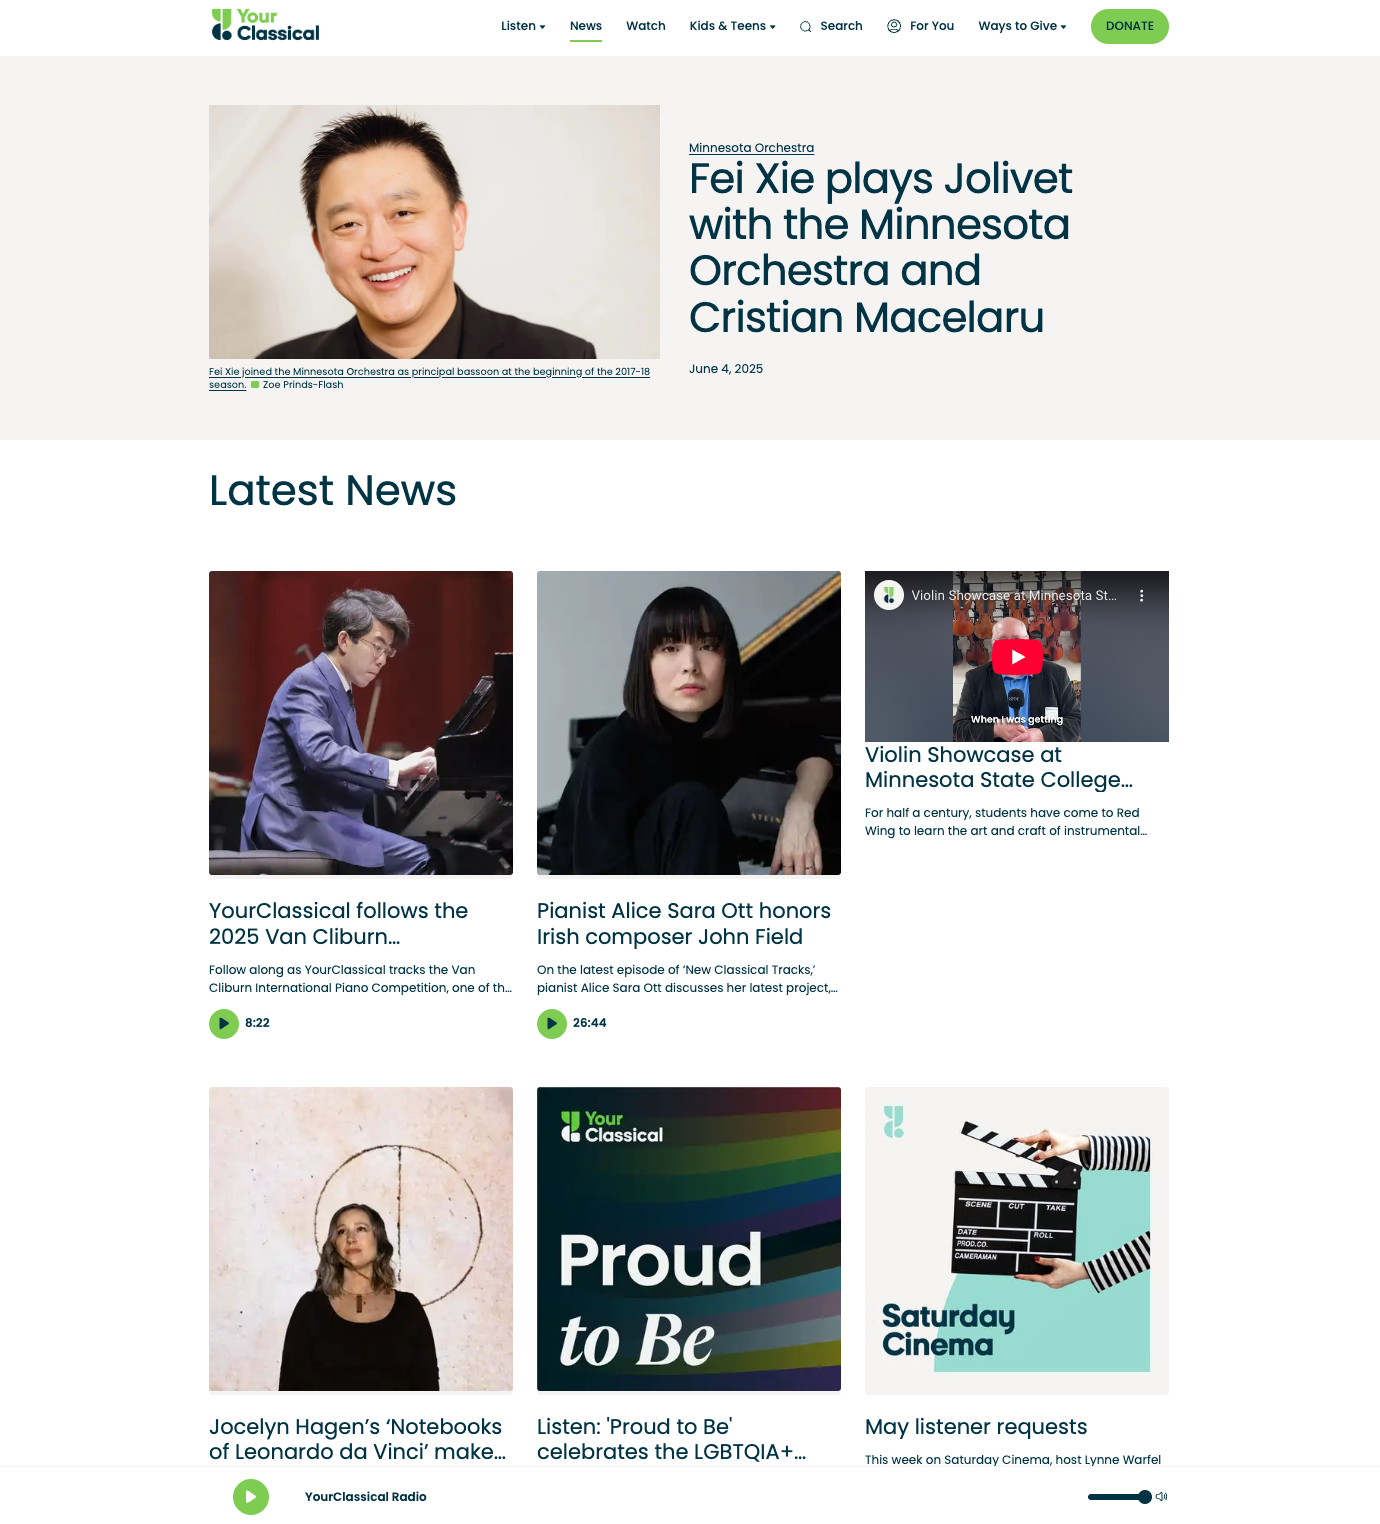 Your
Classical
Listen
News
Watch
Kids & Teens
Search
For You
Ways to Give
DONATE
Minnesota Orchestra
Fei Xie plays Jolivet
with the Minnesota
Orchestra and
Cristian Macelaru
June 4, 2025
Fei Xie joined the Minnesota Orchestra as principal bassoon at the beginning of the 2017-18
season. Zoe Prinds-Flash
Latest News
STEIN
Violin Showcase at Minnesota St...
When I was getting
YourClassical follows the
2025 Van Cliburn...
Follow along as YourClassical tracks the Van
Cliburn International Piano Competition, one of th...
8:22
Pianist Alice Sara Ott honors
Irish composer John Field
On the latest episode of ‘New Classical Tracks,’
pianist Alice Sara Ott discusses her latest project,...
26:44
Violin Showcase at
Minnesota State College...
For half a century, students have come to Red
Wing to learn the art and craft of instrumental...
Your
Classical
Proud
to Be
SCENE CUT TAKE
DATE ROLL
PROD.CO.
CAMERAMAN
Saturday
Cinema
Jocelyn Hagen’s ‘Notebooks
of Leonardo da Vinci’ make...
Listen: 'Proud to Be'
celebrates the LGBTQIA+...
May listener requests
This week on Saturday Cinema, host Lynne Warfel
YourClassical Radio